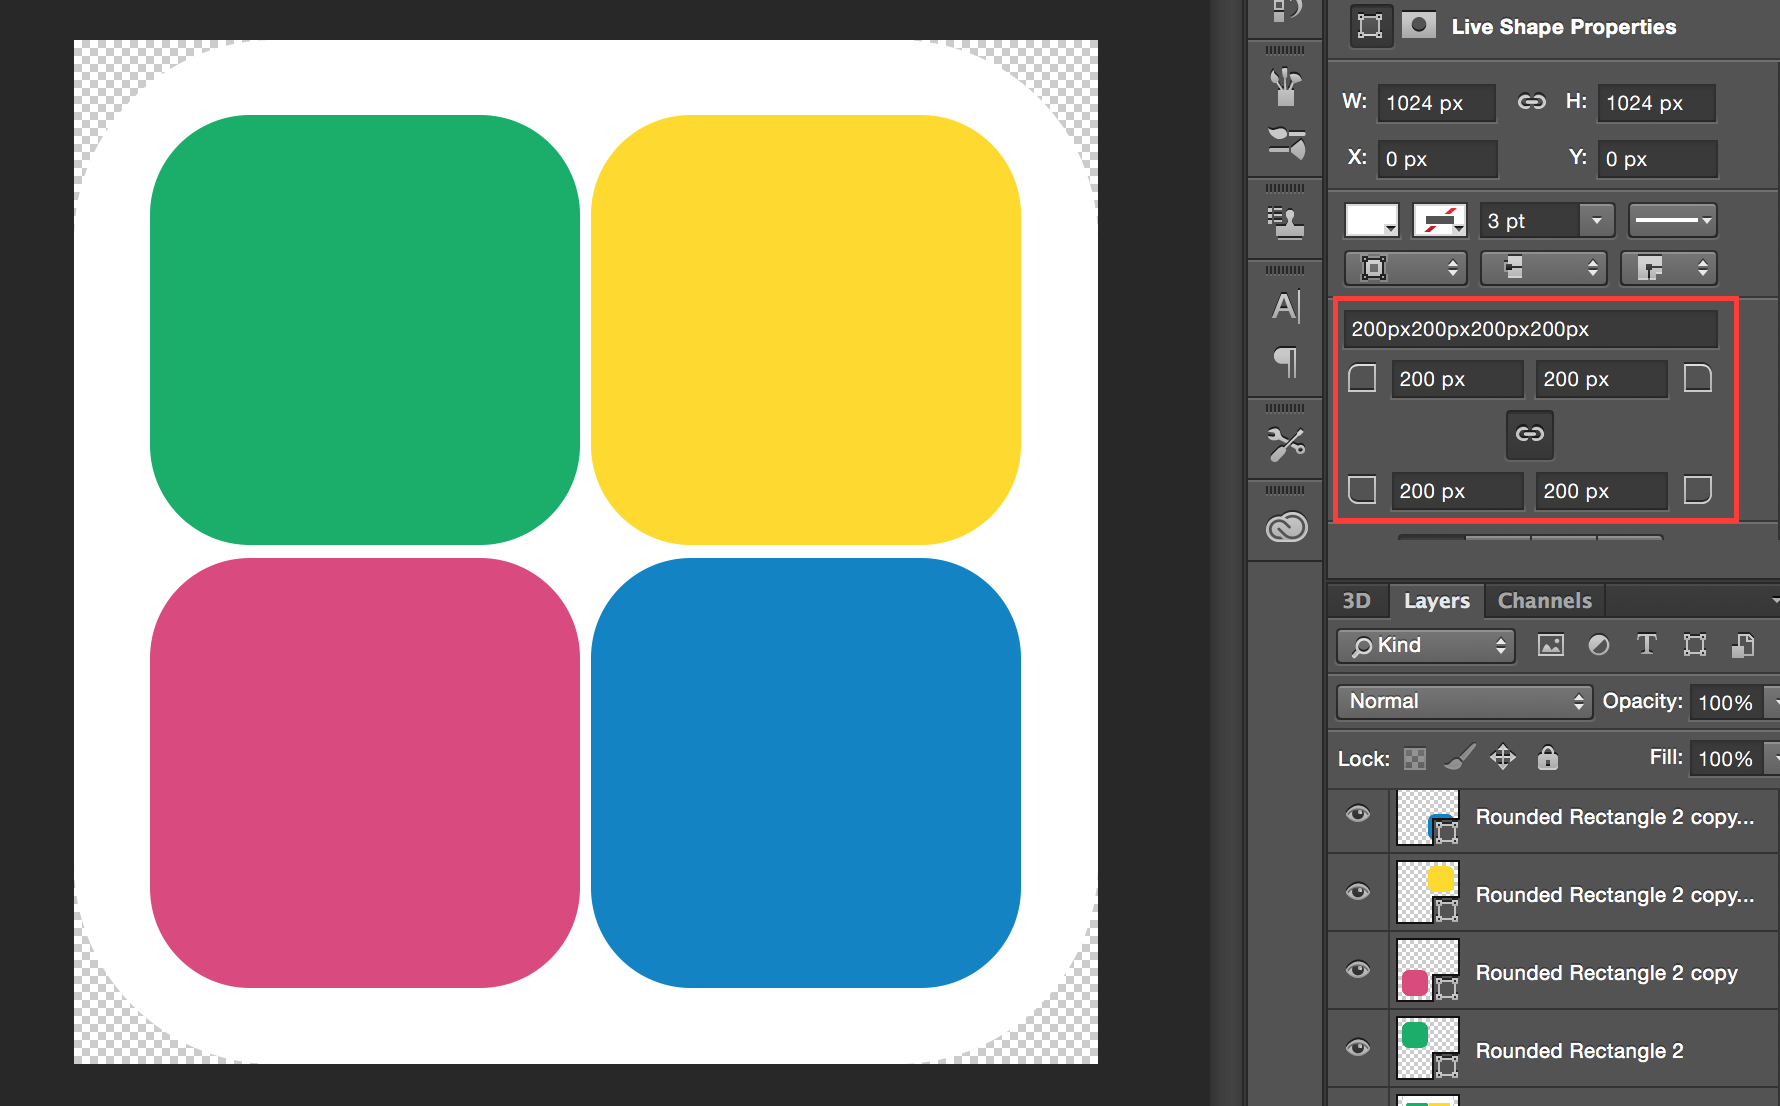 Live Shape Properties
W: 1024 px H: 1024 px
X: 0 px Y: 0 px
3 pt
200px200px200px200px
200 px 200 px
200 px 200 px
3D Layers Channels
Kind T
Normal Opacity: 100%
Lock: Fill: 100%
Rounded Rectangle 2 copy...
Rounded Rectangle 2 copy...
Rounded Rectangle 2 copy
Rounded Rectangle 2